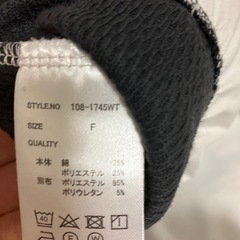 STYLE.NO 108-1745WT
SIZE F
QUALITY
本体 綿
ポリエステル 25%
別布 ポリエステル 95%
ポリウレタン 5%
40